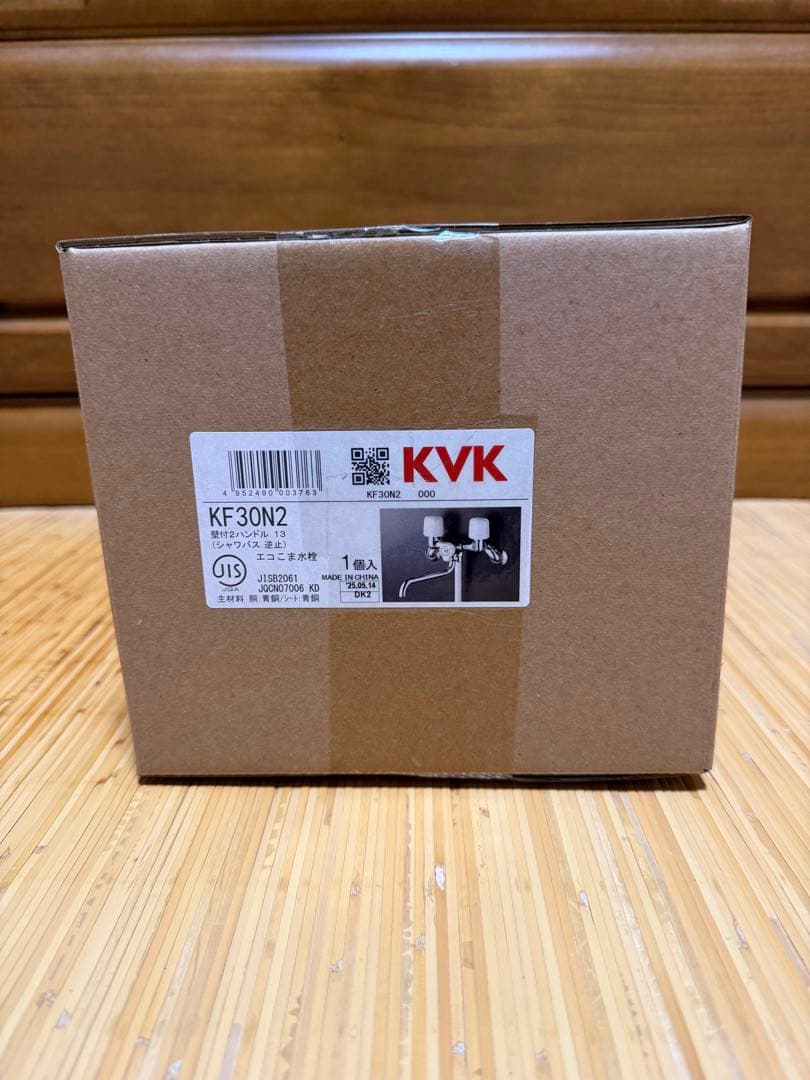 4 952490 003763
KVK
KF30N2 000
KF30N2
壁付2ハンドル 13
(シャワバス 逆止)
エコこま水栓
1個入
JIS
JGA
JISB2061
JQCN07006 KD
MADE IN CHINA
'25.05.14
DK2
主材料 胴:青銅/シート:青銅